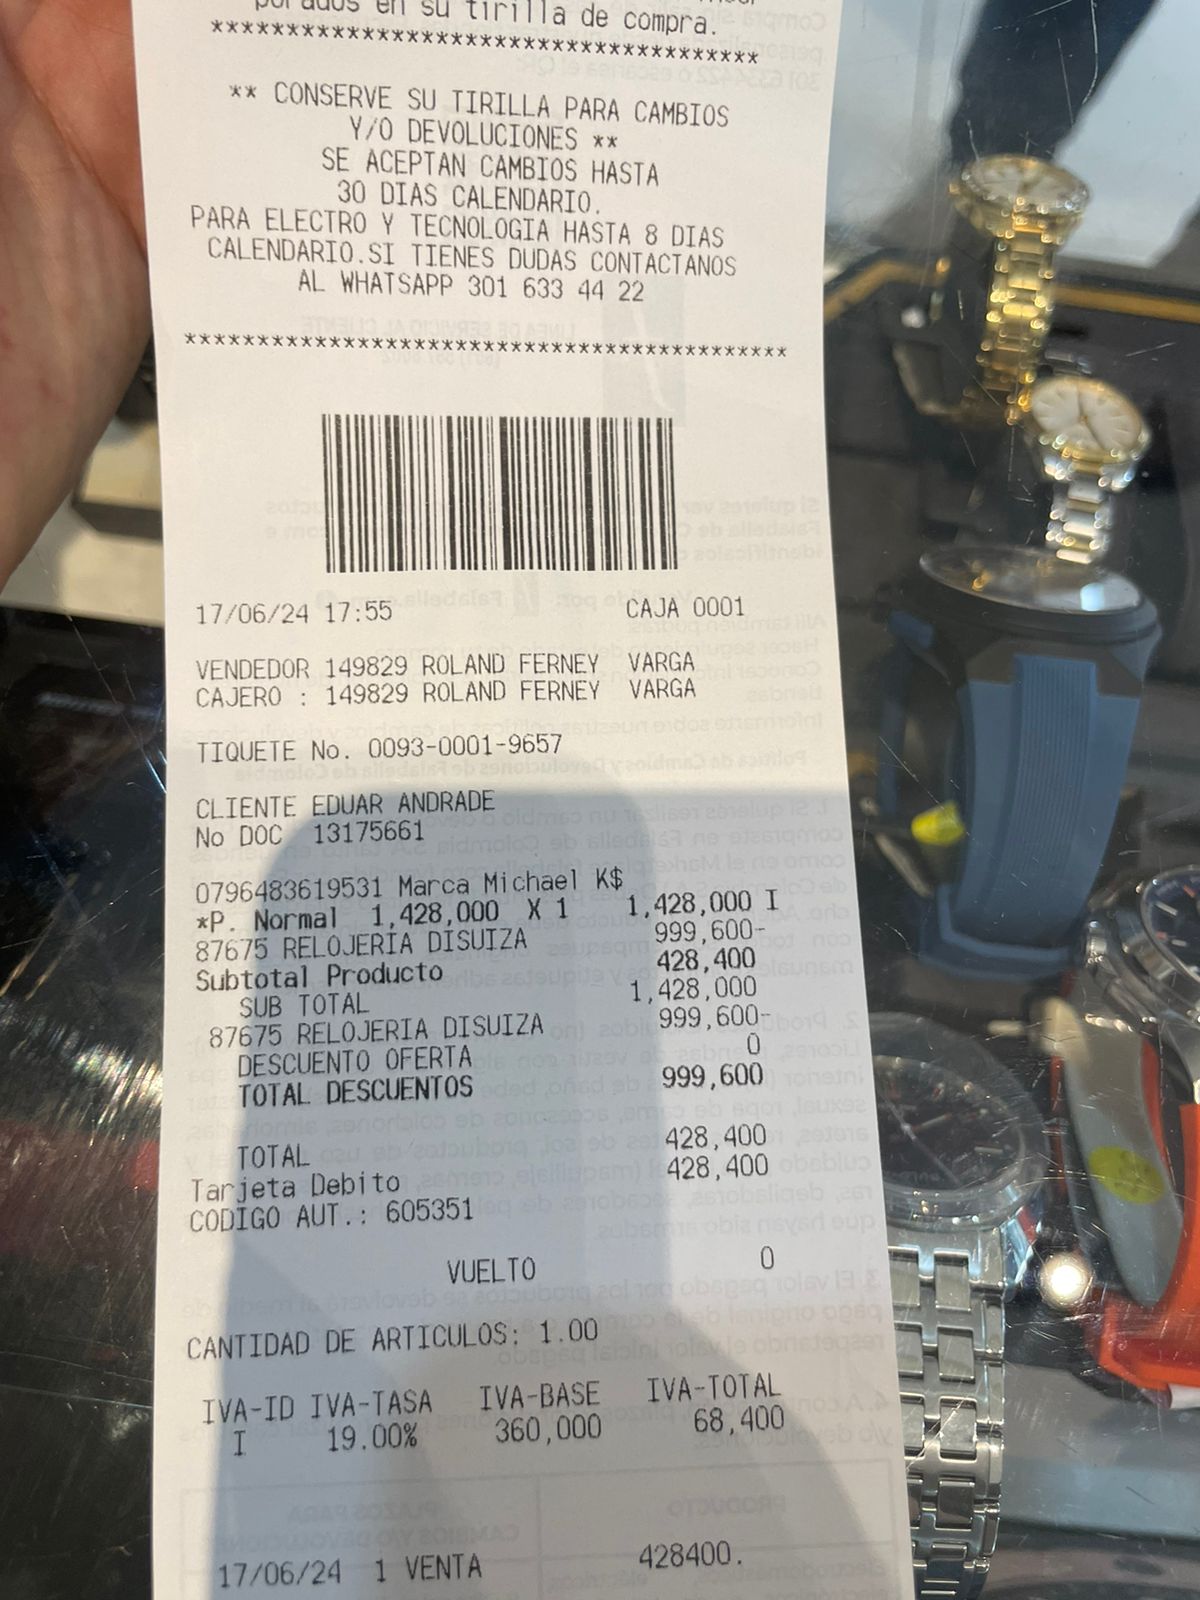 en su tirilla de compra.
************************************
** CONSERVE SU TIRILLA PARA CAMBIOS
Y/O DEVOLUCIONES **
SE ACEPTAN CAMBIOS HASTA
30 DIAS CALENDARIO.
PARA ELECTRO Y TECNOLOGIA HASTA 8 DIAS
CALENDARIO.SI TIENES DUDAS CONTACTANOS
AL WHATSAPP 301 633 44 22
****************************************
17/06/24 17:55 CAJA 0001
VENDEDOR 149829 ROLAND FERNEY VARGA
CAJERO : 149829 ROLAND FERNEY VARGA
TIQUETE No. 0093-0001-9657
CLIENTE EDUAR ANDRADE
No DOC 13175661
0796483619531 Marca Michael K$
*P. Normal 1,428,000 X 1 1,428,000 I
87675 RELOJERIA DISUIZA 999,600-
Subtotal Producto 428,400
SUB TOTAL 1,428,000
87675 RELOJERIA DISUIZA 999,600-
DESCUENTO OFERTA 0
TOTAL DESCUENTOS 999,600
TOTAL 428,400
Tarjeta Debito 428,400
CODIGO AUT.: 605351
VUELTO 0
CANTIDAD DE ARTICULOS: 1.00
IVA-ID IVA-TASA IVA-BASE IVA-TOTAL
I 19.00% 360,000 68,400
17/06/24 1 VENTA 428400.